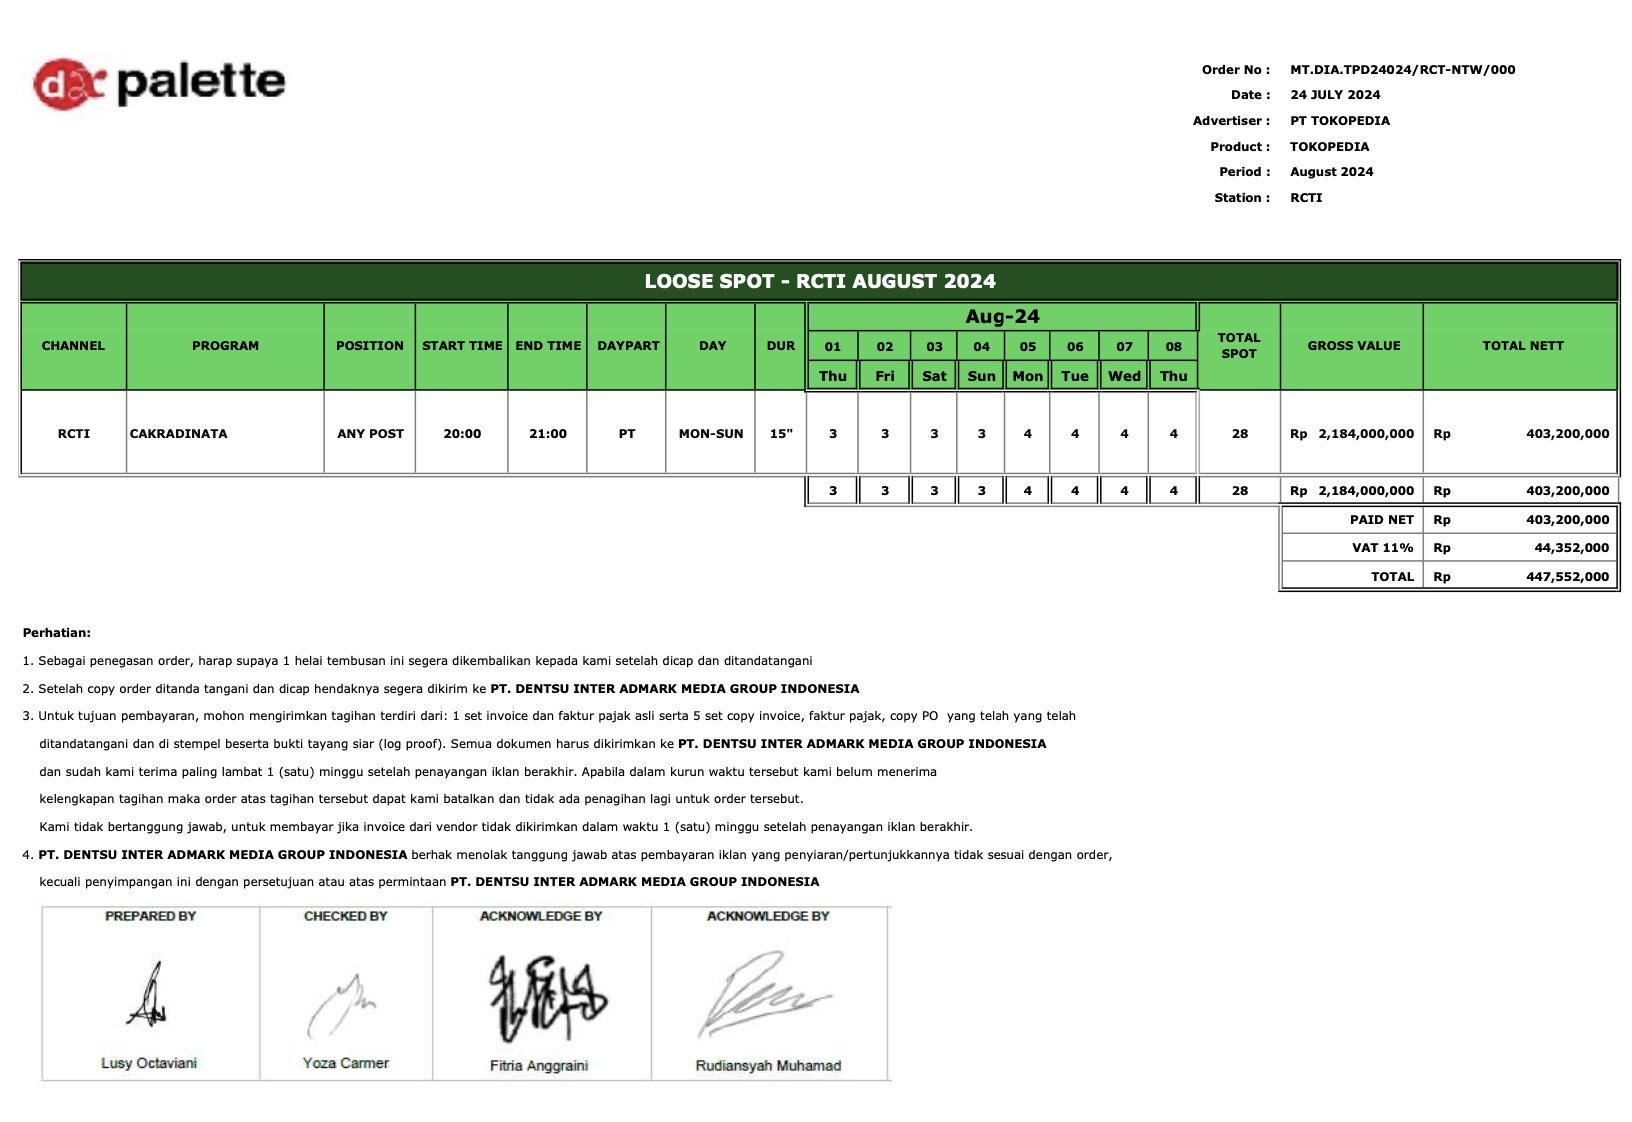 dar palette
Order No : MT.DIA.TPD24024/RCT-NTW/000
Date : 24 JULY 2024
Advertiser : PT TOKOPEDIA
Product : TOKOPEDIA
Period : August 2024
Station : RCTI
LOOSE SPOT - RCTI AUGUST 2024
CHANNEL PROGRAM POSITION START TIME END TIME DAYPART DAY DUR Aug-24 TOTAL SPOT GROSS VALUE TOTAL NETT
01 02 03 04 05 06 07 08
Thu Fri Sat Sun Mon Tue Wed Thu
RCTI CAKRADINATA ANY POST 20:00 21:00 PT MON-SUN 15" 3 3 3 3 4 4 4 4 28 Rp 2,184,000,000 Rp 403,200,000
3 3 3 3 4 4 4 4 28 Rp 2,184,000,000 Rp 403,200,000
PAID NET Rp 403,200,000
VAT 11% Rp 44,352,000
TOTAL Rp 447,552,000
Perhatian:
1. Sebagai penegasan order, harap supaya 1 helai tembusan ini segera dikembalikan kepada kami setelah dicap dan ditandatangani
2. Setelah copy order ditanda tangani dan dicap hendaknya segera dikirim ke PT. DENTSU INTER ADMARK MEDIA GROUP INDONESIA
3. Untuk tujuan pembayaran, mohon mengirimkan tagihan terdiri dari: 1 set invoice dan faktur pajak asli serta 5 set copy invoice, faktur pajak, copy PO yang telah yang telah
ditandatangani dan di stempel beserta bukti tayang siar (log proof). Semua dokumen harus dikirimkan ke PT. DENTSU INTER ADMARK MEDIA GROUP INDONESIA
dan sudah kami terima paling lambat 1 (satu) minggu setelah penayangan iklan berakhir. Apabila dalam kurun waktu tersebut kami belum menerima
kelengkapan tagihan maka order atas tagihan tersebut dapat kami batalkan dan tidak ada penagihan lagi untuk order tersebut.
Kami tidak bertanggung jawab, untuk membayar jika invoice dari vendor tidak dikirimkan dalam waktu 1 (satu) minggu setelah penayangan iklan berakhir.
4. PT. DENTSU INTER ADMARK MEDIA GROUP INDONESIA berhak menolak tanggung jawab atas pembayaran iklan yang penyiaran/pertunjukkannya tidak sesuai dengan order,
kecuali penyimpangan ini dengan persetujuan atau atas permintaan PT. DENTSU INTER ADMARK MEDIA GROUP INDONESIA
PREPARED BY CHECKED BY ACKNOWLEDGE BY ACKNOWLEDGE BY
Lusy Octaviani Yoza Carmer Fitria Anggraini Rudiansyah Muhamad